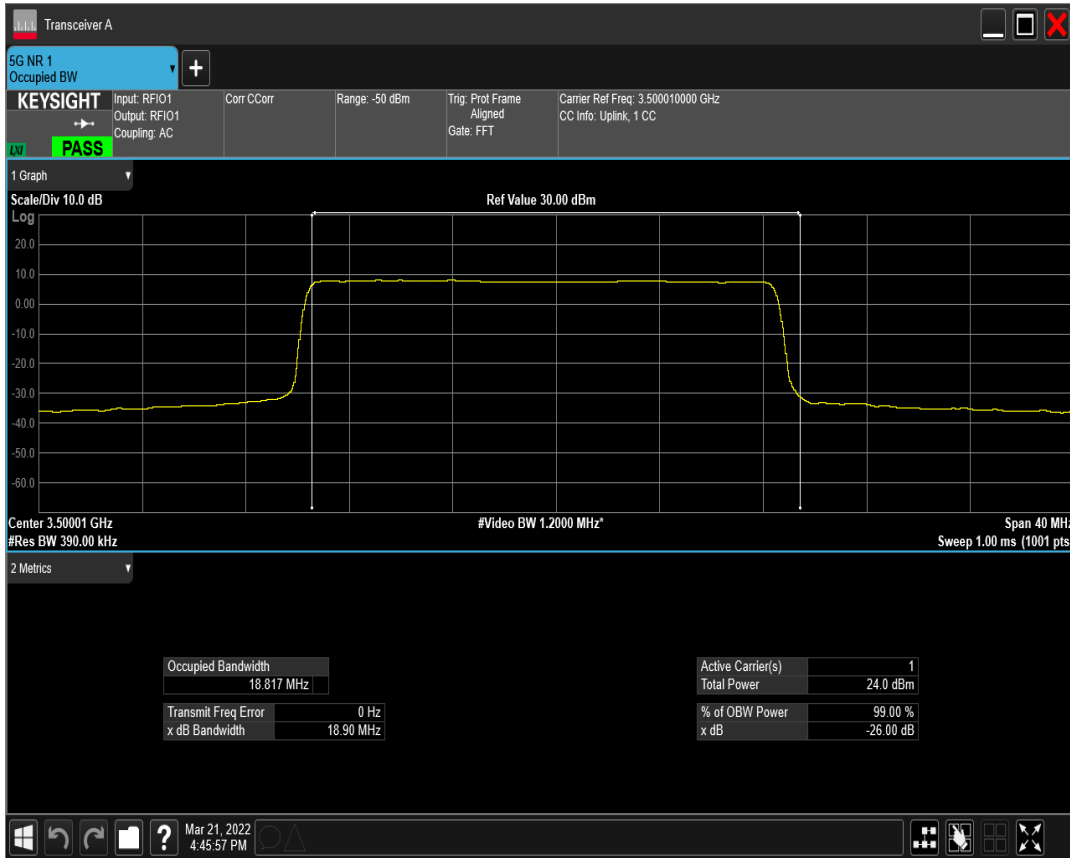 Transceiver A
5G NR 1
Occupied BW
+
KEYSIGHT
LXI
PASS
Input: RFIO1
Output: RFIO1
Coupling: AC
Corr CCorr
Range: -50 dBm
Trig: Prot Frame
Aligned
Gate: FFT
Carrier Ref Freq: 3.500010000 GHz
CC Info: Uplink, 1 CC
1 Graph
Scale/Div 10.0 dB
Ref Value 30.00 dBm
Log
20.0
10.0
0.00
-10.0
-20.0
-30.0
-40.0
-50.0
-60.0
Center 3.50001 GHz
#Video BW 1.2000 MHz*
Span 40 MHz
#Res BW 390.00 kHz
Sweep 1.00 ms (1001 pts
2 Metrics
Occupied Bandwidth
18.817 MHz
Transmit Freq Error 0 Hz
x dB Bandwidth 18.90 MHz
Active Carrier(s) 1
Total Power 24.0 dBm
% of OBW Power 99.00 %
x dB -26.00 dB
?
Mar 21, 2022
4:45:57 PM